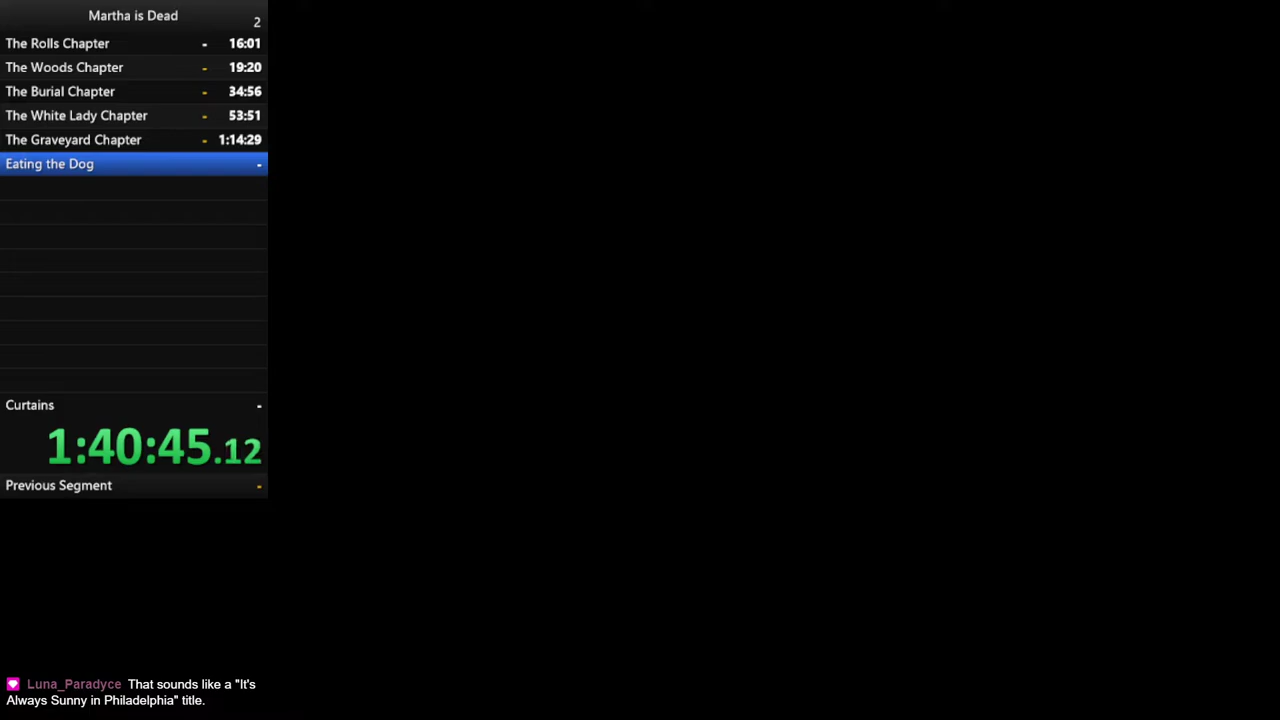 Martha is Dead
2
The Rolls Chapter - 16:01
The Woods Chapter - 19:20
The Burial Chapter - 34:56
The White Lady Chapter - 53:51
The Graveyard Chapter - 1:14:29
Eating the Dog -
Curtains -
1:40:45.12
Previous Segment -
Luna_Paradyce That sounds like a "It's
Always Sunny in Philadelphia" title.